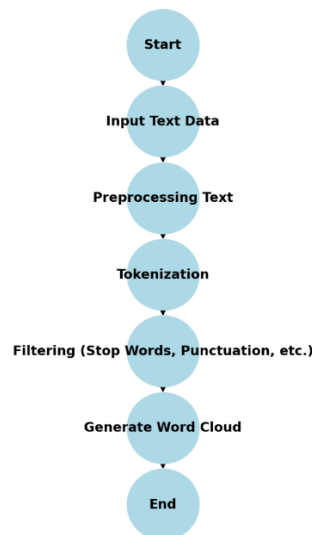 Start
Input Text Data
Preprocessing Text
Tokenization
Filtering (Stop Words, Punctuation, etc.)
Generate Word Cloud
End